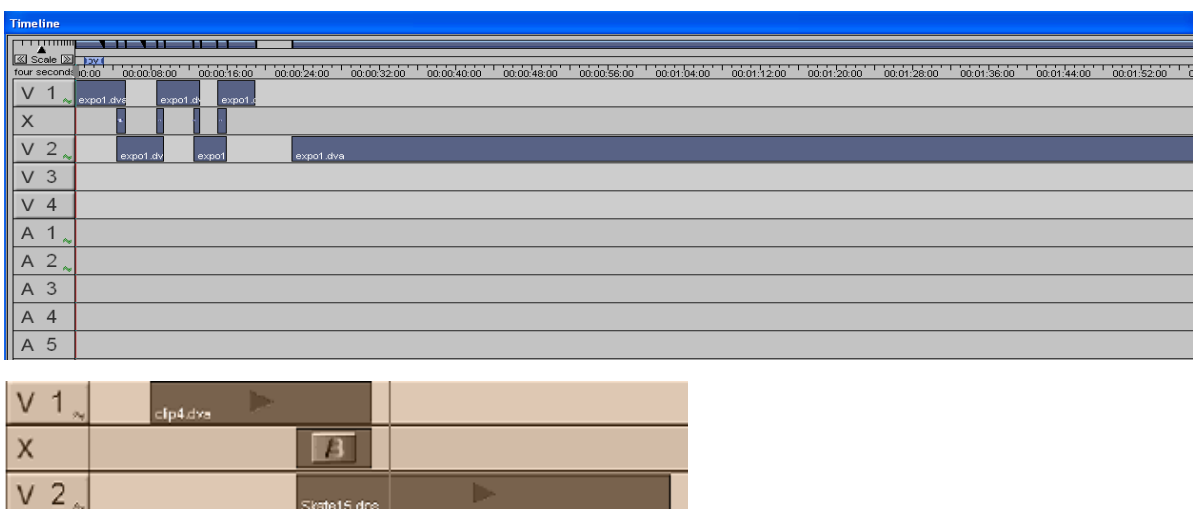 Timeline
Scale
four seconds 00:00 00:00:08:00 00:00:16:00 00:00:24:00 00:00:32:00 00:00:40:00 00:00:48:00 00:00:56:00 00:01:04:00 00:01:12:00 00:01:20:00 00:01:28:00 00:01:36:00 00:01:44:00 00:01:52:00
V 1 expo1.dva expo1.d expo1.
X
V 2 expo1.dv expo1 expo1.dva
V 3
V 4
A 1
A 2
A 3
A 4
A 5
V 1 clip4.dva
X B
V 2